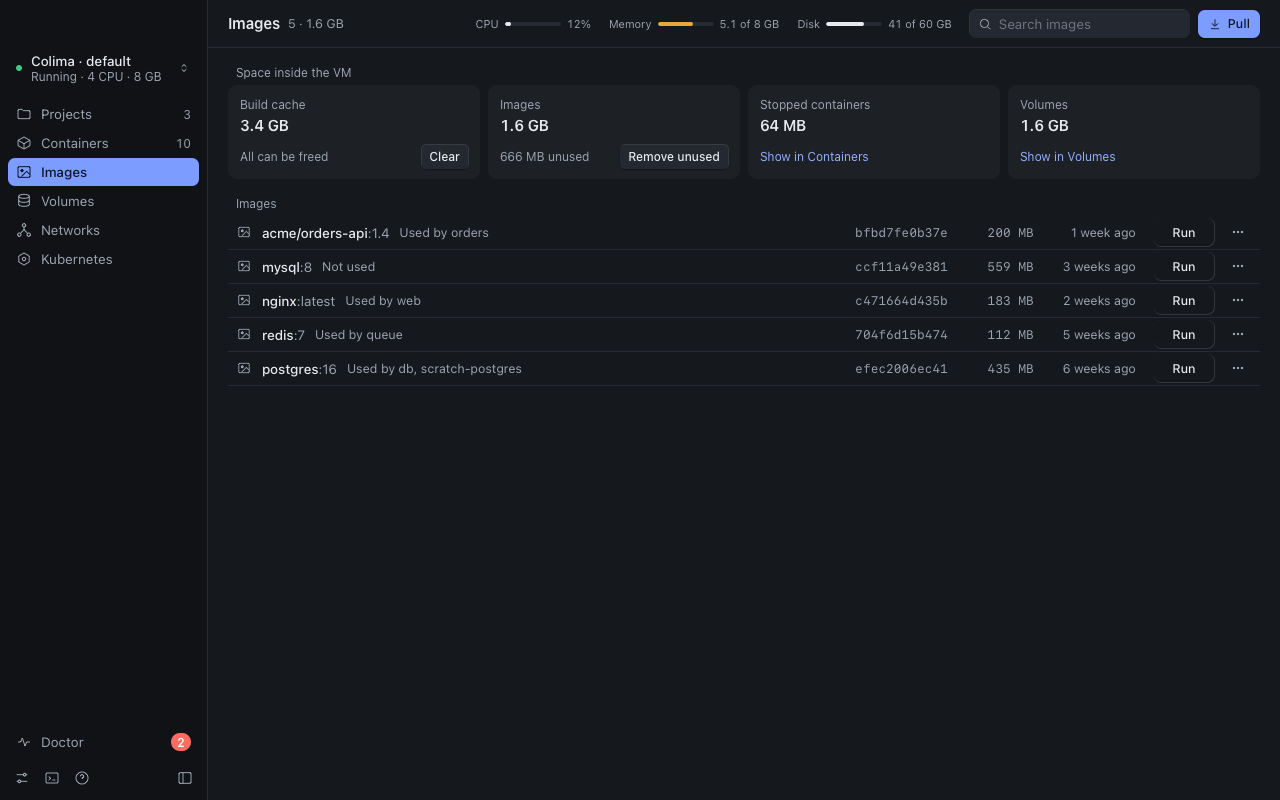 Images 5 · 1.6 GB CPU 12% Memory 5.1 of 8 GB Disk 41 of 60 GB Search images Pull
Colima · default
Running · 4 CPU · 8 GB
Projects 3
Containers 10
Images
Volumes
Networks
Kubernetes
Doctor 2
Space inside the VM
Build cache
3.4 GB
All can be freed Clear
Images
1.6 GB
666 MB unused Remove unused
Stopped containers
64 MB
Show in Containers
Volumes
1.6 GB
Show in Volumes
Images
acme/orders-api:1.4 Used by orders bfbd7fe0b37e 200 MB 1 week ago Run
mysql:8 Not used ccf11a49e381 559 MB 3 weeks ago Run
nginx:latest Used by web c471664d435b 183 MB 2 weeks ago Run
redis:7 Used by queue 704f6d15b474 112 MB 5 weeks ago Run
postgres:16 Used by db, scratch-postgres efec2006ec41 435 MB 6 weeks ago Run